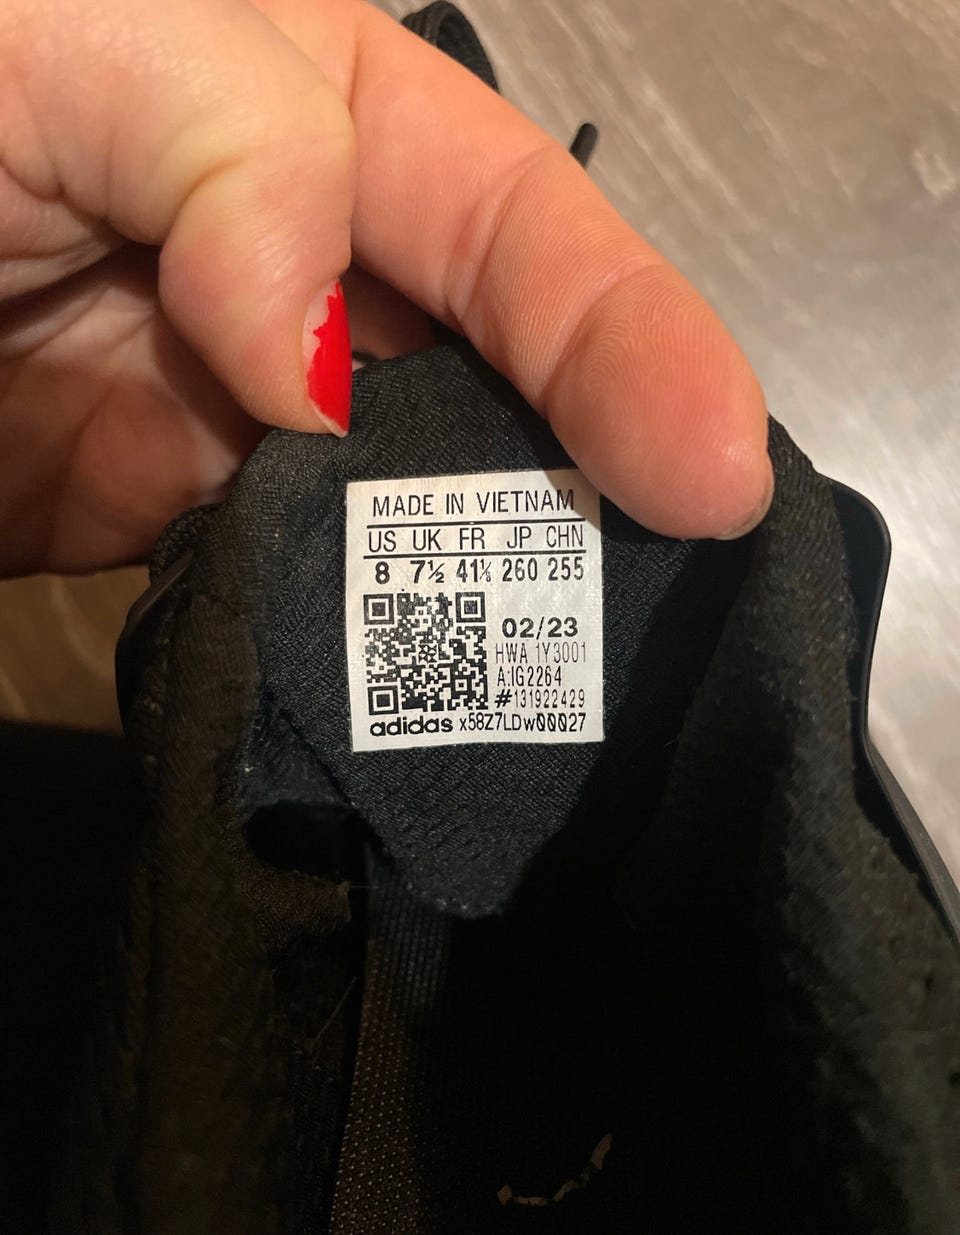 MADE IN VIETNAM
US UK FR JP CHN
8 7½ 41⅓ 260 255
02/23
HWA 1Y3001
A:IG2264
#131922429
adidas x58Z7LDw00027